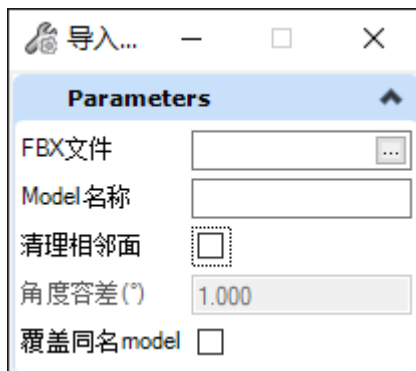 导入...
Parameters
FBX文件 ...
Model名称
清理相邻面
角度容差(°) 1.000
覆盖同名model